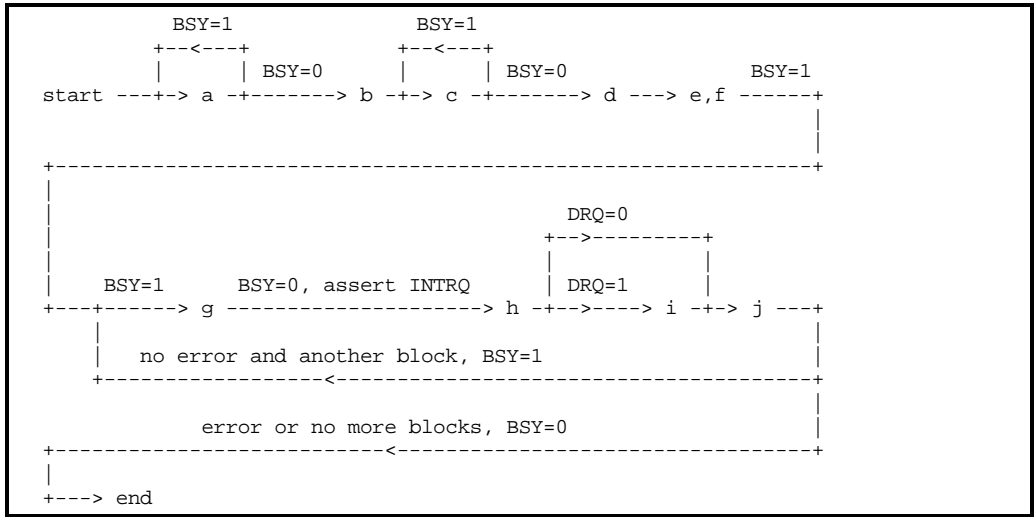 BSY=1 BSY=1
+--<---+ +--<---+
| | BSY=0 | | BSY=0 BSY=1
start ---+-> a -+-------> b -+-> c -+-------> d ---> e,f ------+
|
|
+---------------------------------------------------------------+
|
| DRQ=0
| +-->---------+
| | |
| BSY=1 BSY=0, assert INTRQ | DRQ=1 |
+---+------> g ---------------------> h -+-->----> i -+-> j ---+
| |
| no error and another block, BSY=1 |
+------------------<---------------------------------------+
|
error or no more blocks, BSY=0 |
+---------------------------<----------------------------------+
|
+---> end